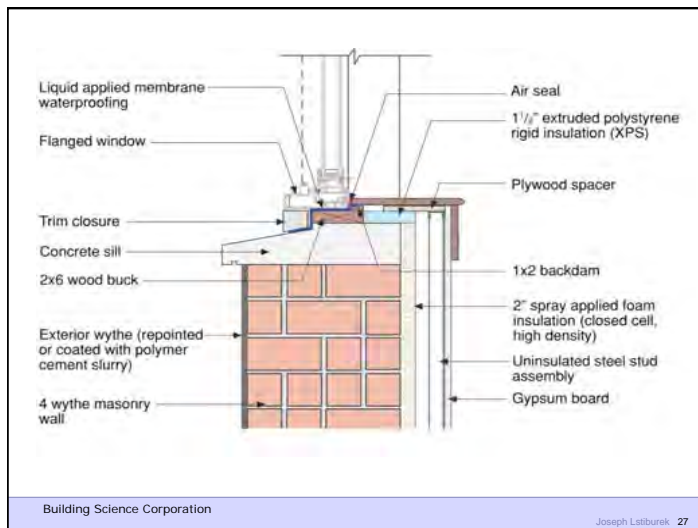 Liquid applied membrane
waterproofing
Flanged window
Trim closure
Concrete sill
2x6 wood buck
Exterior wythe (repointed
or coated with polymer
cement slurry)
4 wythe masonry
wall
Air seal
1¹/₈" extruded polystyrene
rigid insulation (XPS)
Plywood spacer
1x2 backdam
2" spray applied foam
insulation (closed cell,
high density)
Uninsulated steel stud
assembly
Gypsum board
Building Science Corporation
Joseph Lstiburek 27